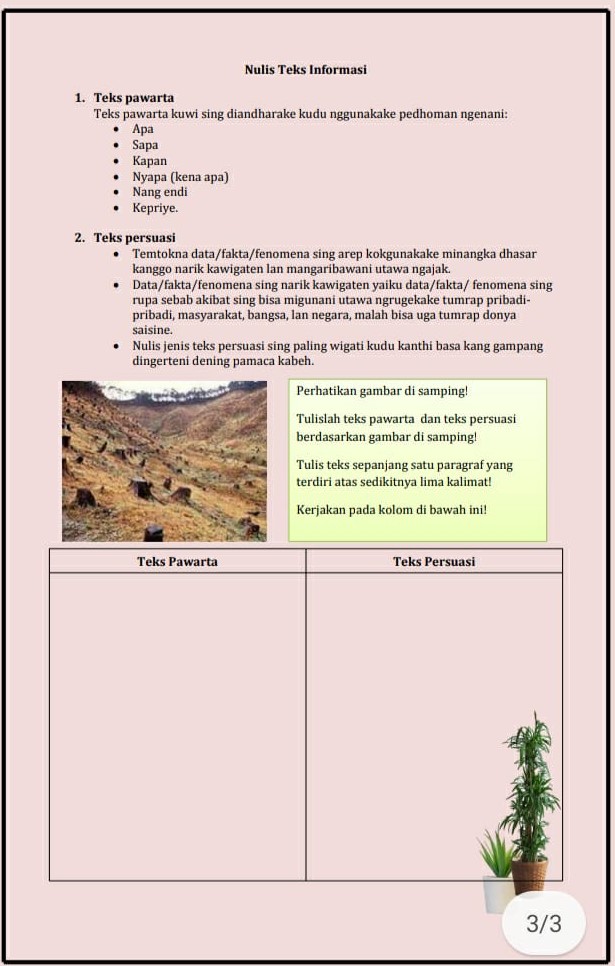 Nulis Teks Informasi
1. Teks pawarta
Teks pawarta kuwi sing diandharake kudu nggunakake pedhoman ngenani:
• Apa
• Sapa
• Kapan
• Nyapa (kena apa)
• Nang endi
• Kepriye.
2. Teks persuasi
• Temtokna data/fakta/fenomena sing arep kokgunakake minangka dhasar
kanggo narik kawigaten lan mangaribawani utawa ngajak.
• Data/fakta/fenomena sing narik kawigaten yaiku data/fakta/ fenomena sing
rupa sebab akibat sing bisa migunani utawa ngrugekake tumrap pribadi-
pribadi, masyarakat, bangsa, lan negara, malah bisa uga tumrap donya
saisine.
• Nulis jenis teks persuasi sing paling wigati kudu kanthi basa kang gampang
dingerteni dening pamaca kabeh.
Perhatikan gambar di samping!
Tulislah teks pawarta dan teks persuasi
berdasarkan gambar di samping!
Tulis teks sepanjang satu paragraf yang
terdiri atas sedikitnya lima kalimat!
Kerjakan pada kolom di bawah ini!
Teks Pawarta
Teks Persuasi
3/3